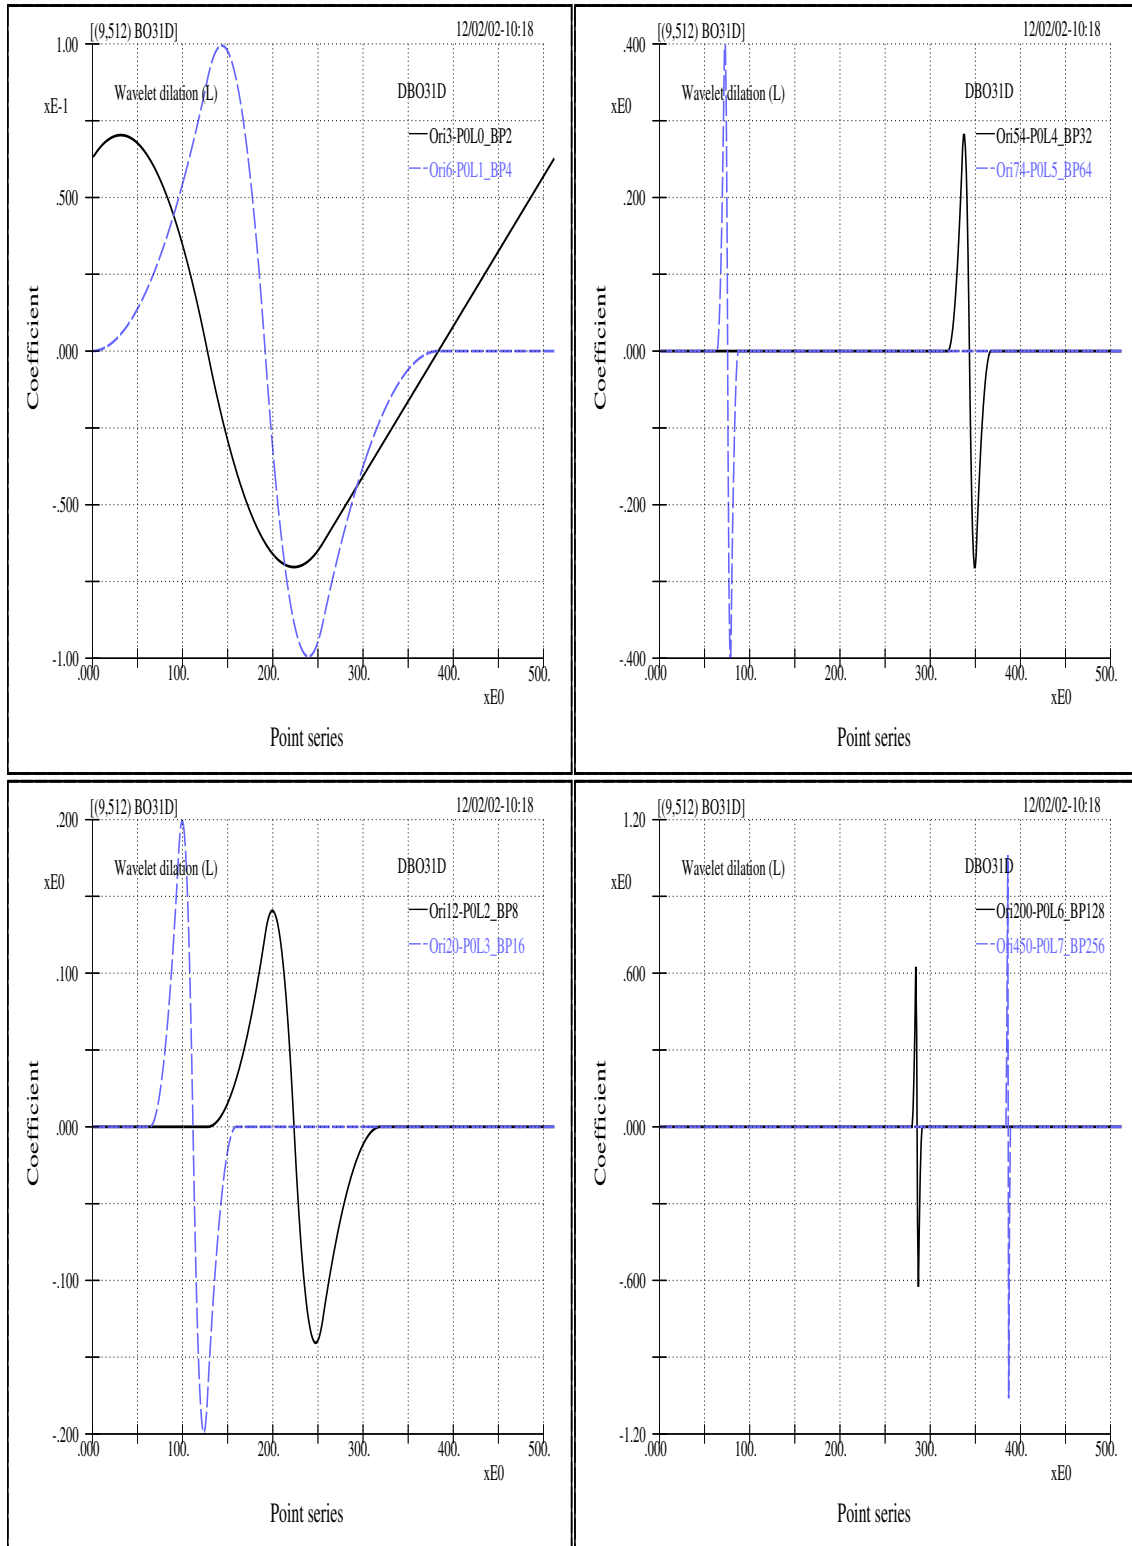 [(9,512) BO31D] 12/02/02-10:18
1.00
xE-1
Wavelet dilation (L) DBO31D
Ori3-P0L0_BP2
Ori6-P0L1_BP4
.500
.000
-.500
-1.00
Coefficient
.000 100. 200. 300. 400. 500.
xE0
Point series
[(9,512) BO31D] 12/02/02-10:18
.400
xE0
Wavelet dilation (L) DBO31D
Ori54-P0L4_BP32
Ori74-P0L5_BP64
.200
.000
-.200
-.400
Coefficient
.000 100. 200. 300. 400. 500.
xE0
Point series
[(9,512) BO31D] 12/02/02-10:18
.200
xE0
Wavelet dilation (L) DBO31D
Ori12-P0L2_BP8
Ori20-P0L3_BP16
.100
.000
-.100
-.200
Coefficient
.000 100. 200. 300. 400. 500.
xE0
Point series
[(9,512) BO31D] 12/02/02-10:18
1.20
xE0
Wavelet dilation (L) DBO31D
Ori200-P0L6_BP128
Ori450-P0L7_BP256
.600
.000
-.600
-1.20
Coefficient
.000 100. 200. 300. 400. 500.
xE0
Point series